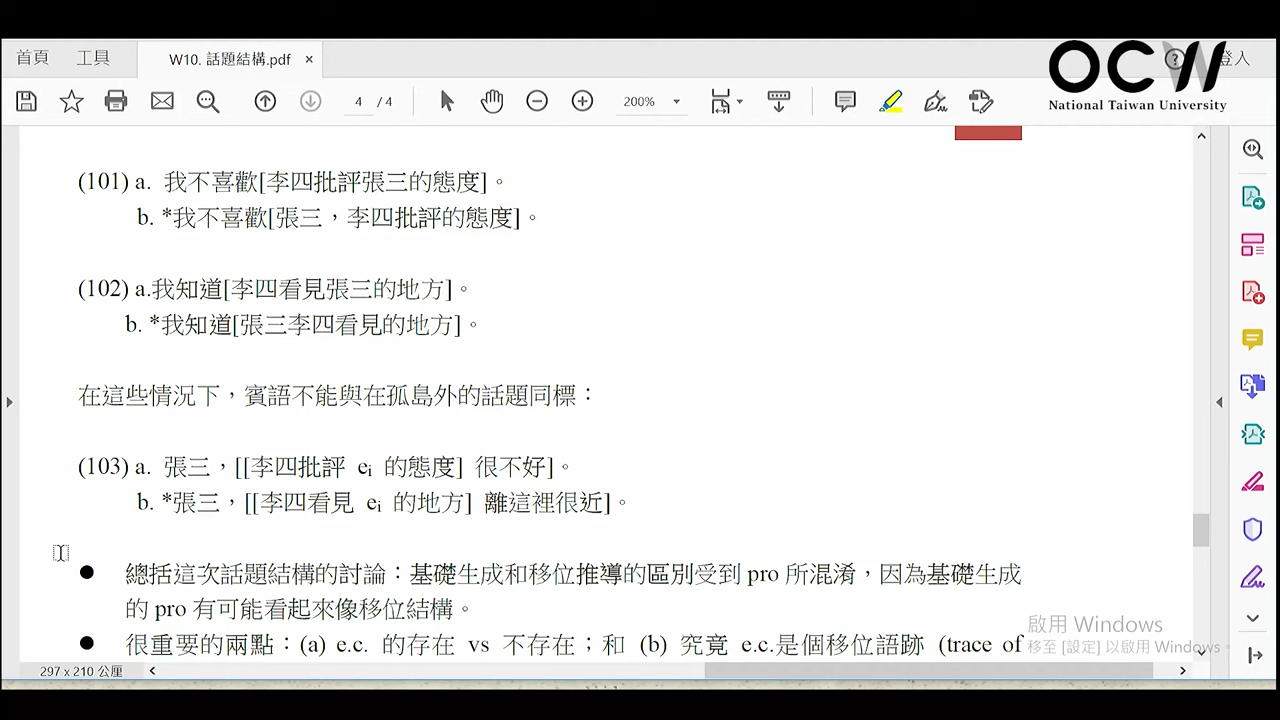 首頁 工具 W10. 話題結構.pdf × ? 登入
OCW
National Taiwan University
4 / 4 200%
(101) a. 我不喜歡[李四批評張三的態度]。
b. *我不喜歡[張三，李四批評的態度]。
(102) a.我知道[李四看見張三的地方]。
b. *我知道[張三李四看見的地方]。
在這些情況下，賓語不能與在孤島外的話題同標：
(103) a. 張三，[[李四批評 ei 的態度] 很不好]。
b. *張三，[[李四看見 ei 的地方] 離這裡很近]。
● 總括這次話題結構的討論：基礎生成和移位推導的區別受到 pro 所混淆，因為基礎生成
的 pro 有可能看起來像移位結構。
● 很重要的兩點：(a) e.c. 的存在 vs 不存在；和 (b) 究竟 e.c.是個移位語跡 (trace of
啟用 Windows
移至 [設定] 以啟用 Windows。
297 x 210 公厘